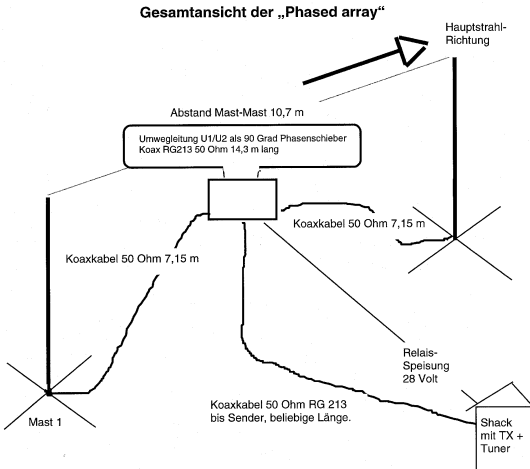 Gesamtansicht der „Phased array“
Hauptstrahl-
Richtung
Abstand Mast-Mast 10,7 m
Umwegleitung U1/U2 als 90 Grad Phasenschieber
Koax RG213 50 Ohm 14,3 m lang
Koaxkabel 50 Ohm 7,15 m
Koaxkabel 50 Ohm 7,15 m
Relais-
Speisung
28 Volt
Koaxkabel 50 Ohm RG 213
bis Sender, beliebige Länge.
Mast 1
Shack
mit TX +
Tuner